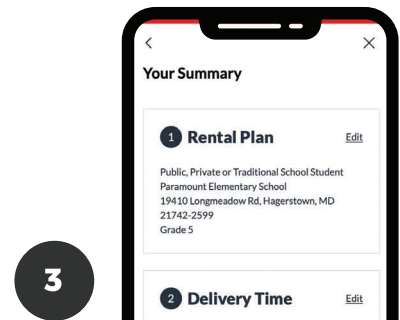 Your Summary
1 Rental Plan Edit
Public, Private or Traditional School Student
Paramount Elementary School
19410 Longmeadow Rd, Hagerstown, MD
21742-2599
Grade 5
3
2 Delivery Time Edit